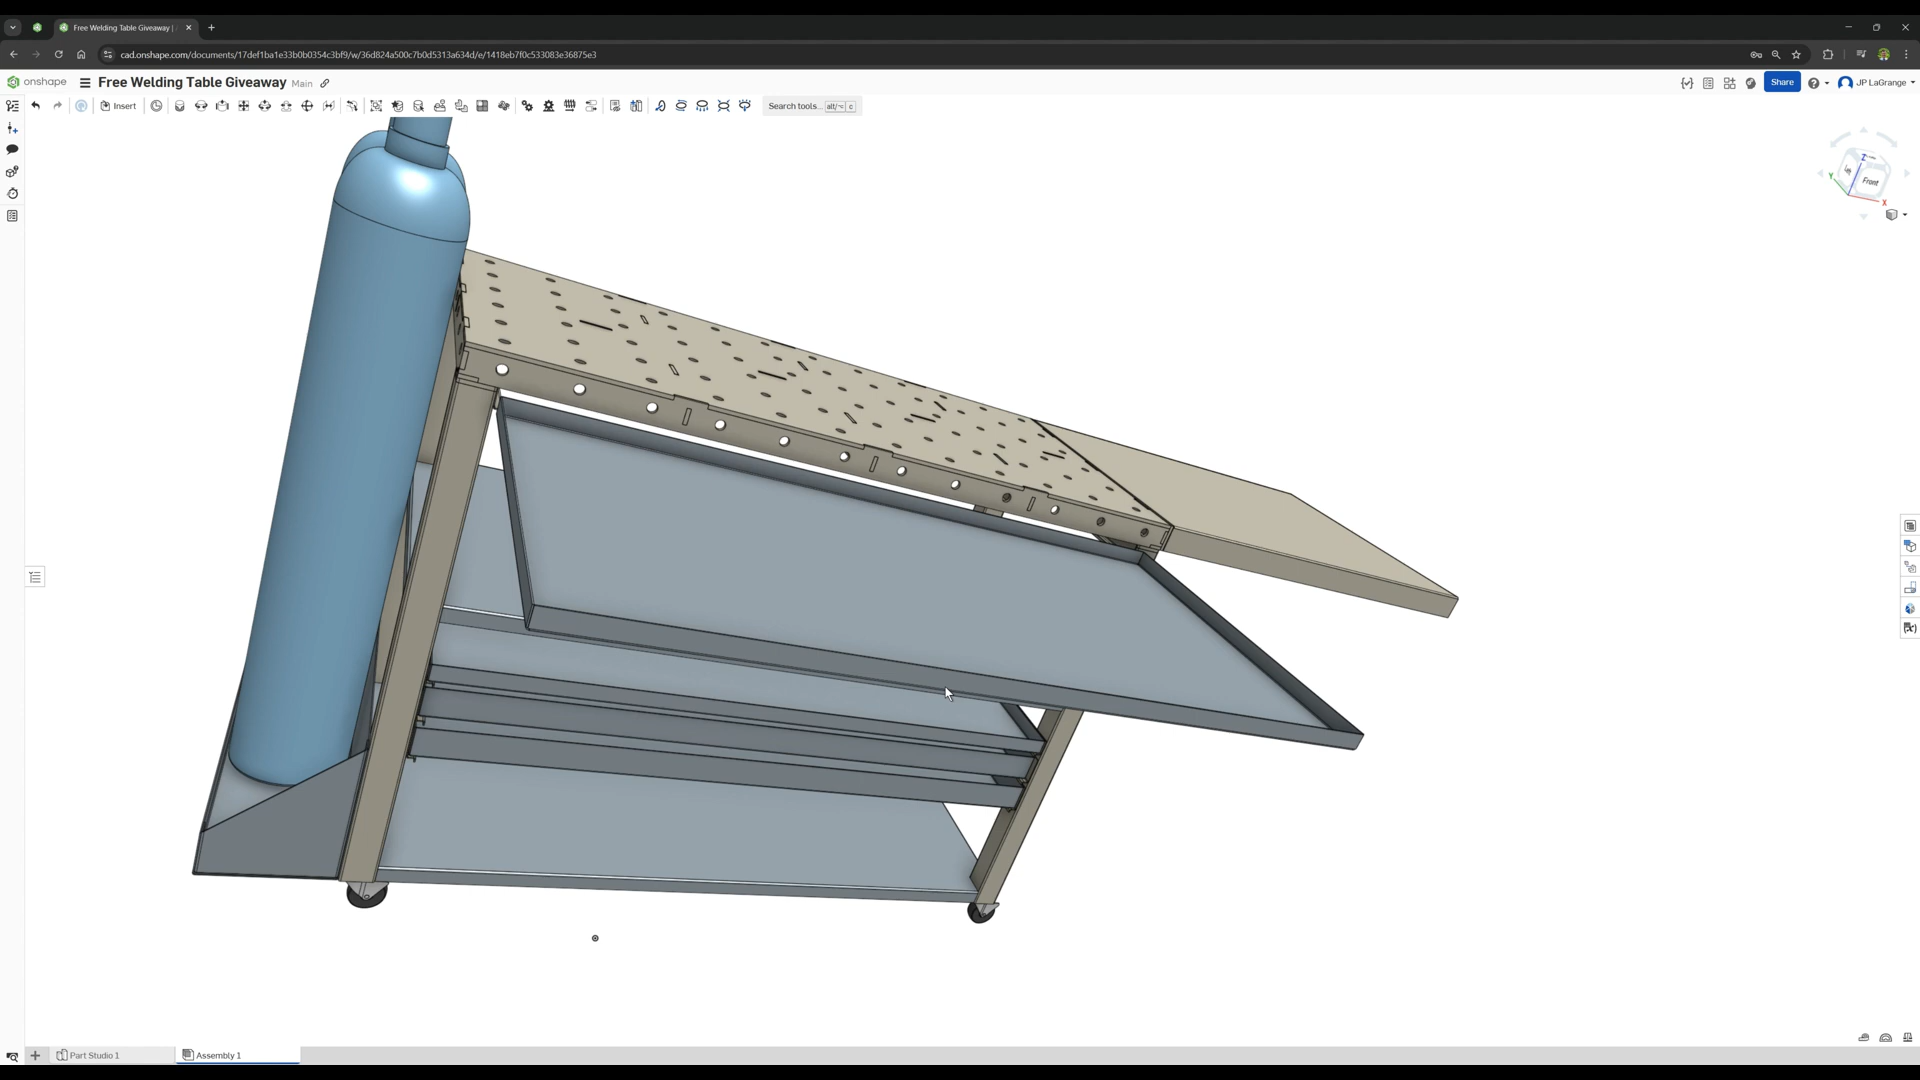 Free Welding Table Giveaway |
cad.onshape.com/documents/17def1ba1e33b0b0354c3bf9/w/36d824a500c7b0d5313a634d/e/1418eb7f0c533083e36875e3
onshape
Free Welding Table Giveaway Main
Share
JP LaGrange
Insert
Search tools... alt/⌥ c
Z
Y
Front
X
Part Studio 1
Assembly 1